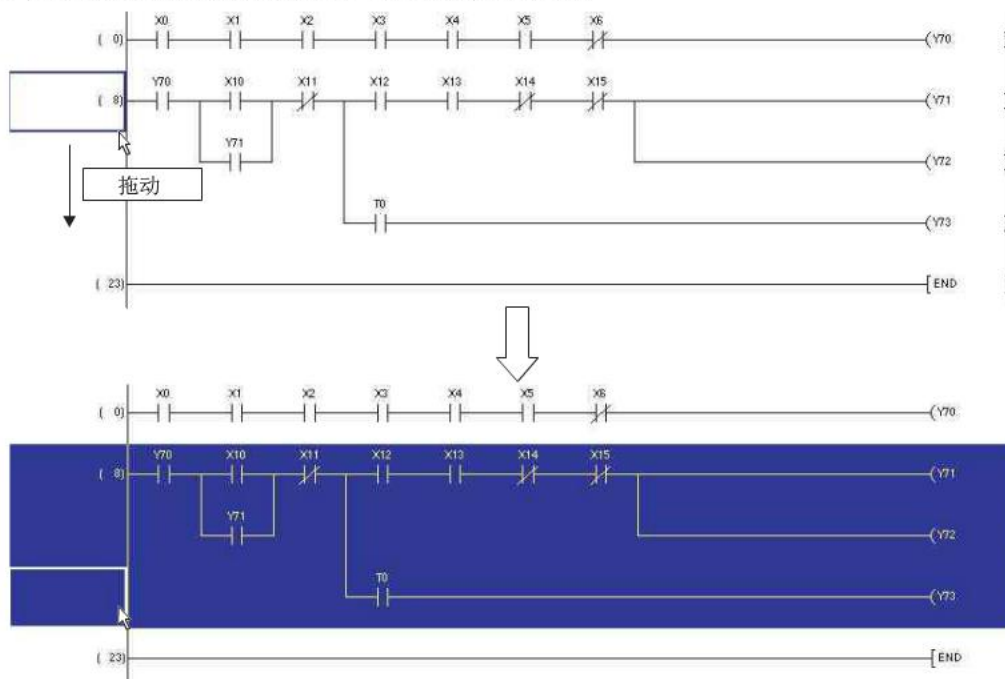 X0 X1 X2 X3 X4 X5 X6
( 0) (Y70
Y70 X10 X11 X12 X13 X14 X15
( 8) (Y71
Y71 (Y72
拖动
T0 (Y73
( 23) [END
X0 X1 X2 X3 X4 X5 X6
( 0) (Y70
Y70 X10 X11 X12 X13 X14 X15
( 8) (Y71
Y71 (Y72
T0 (Y73
( 23) [END